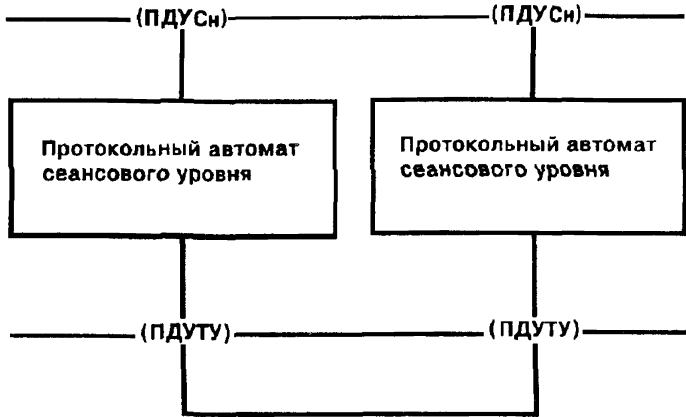 (ПДУСн) (ПДУСн)
Протокольный автомат
сеансового уровня
Протокольный автомат
сеансового уровня
(ПДУТУ) (ПДУТУ)